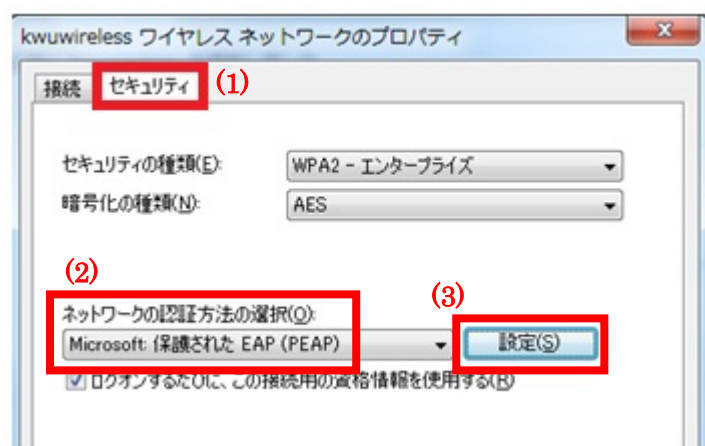 kwuwireless ワイヤレス ネットワークのプロパティ
接続 セキュリティ (1)
セキュリティの種類(E): WPA2 - エンタープライズ
暗号化の種類(N): AES
(2)
(3)
ネットワークの認証方法の選択(O):
Microsoft: 保護された EAP (PEAP) 設定(S)
ログオンするたびに、この接続用の資格情報を使用する(R)